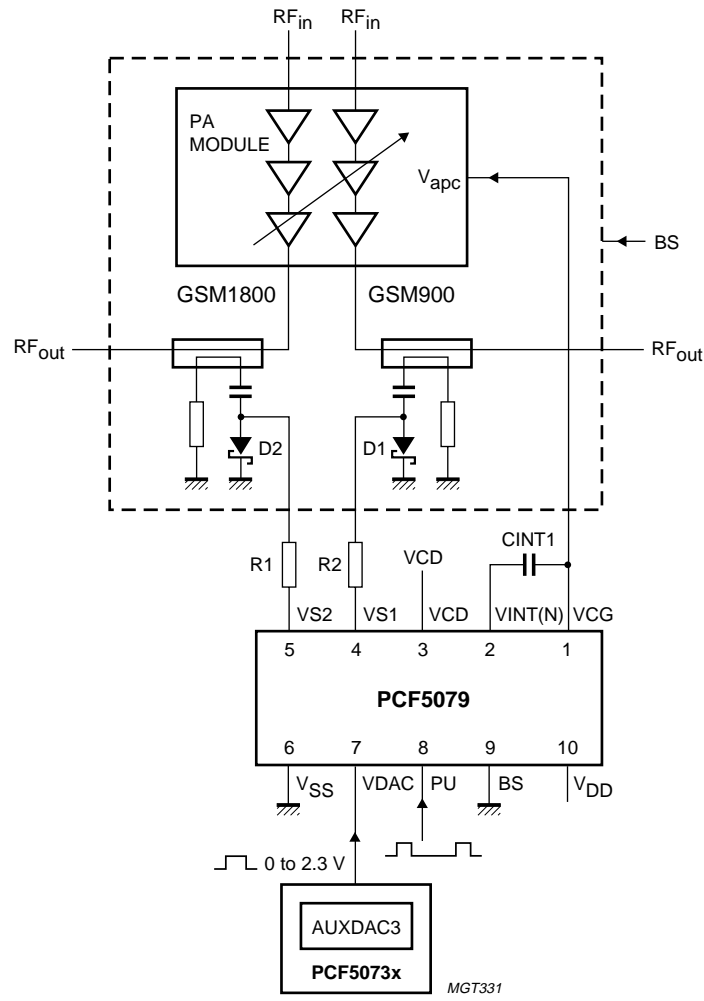 RFin RFin
PA
MODULE
Vapc
BS
GSM1800 GSM900
RFout RFout
D2 D1
CINT1
R1 R2 VCD
VS2 VS1 VCD VINT(N) VCG
5 4 3 2 1
PCF5079
6 7 8 9 10
VSS VDAC PU BS VDD
0 to 2.3 V
AUXDAC3
PCF5073x
MGT331